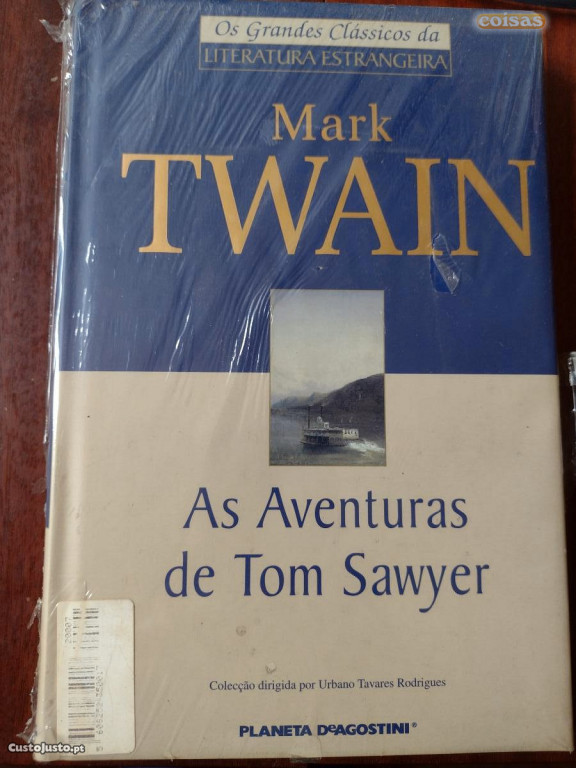 coisas
Os Grandes Clássicos da
LITERATURA ESTRANGEIRA
Mark
TWAIN
As Aventuras
de Tom Sawyer
Colecção dirigida por Urbano Tavares Rodrigues
PLANETA DeAGOSTINI®
CustoJusto.pt